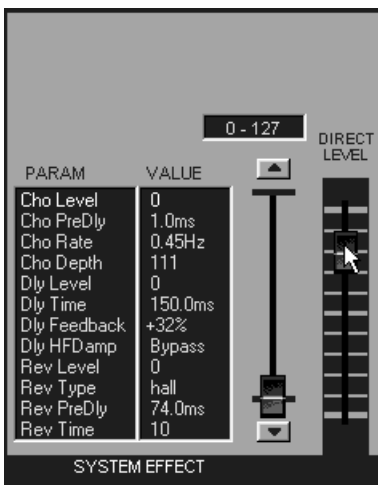 0 - 127
DIRECT
LEVEL
PARAM VALUE
Cho Level 0
Cho PreDly 1.0ms
Cho Rate 0.45Hz
Cho Depth 111
Dly Level 0
Dly Time 150.0ms
Dly Feedback +32%
Dly HFDamp Bypass
Rev Level 0
Rev Type hall
Rev PreDly 74.0ms
Rev Time 10
SYSTEM EFFECT